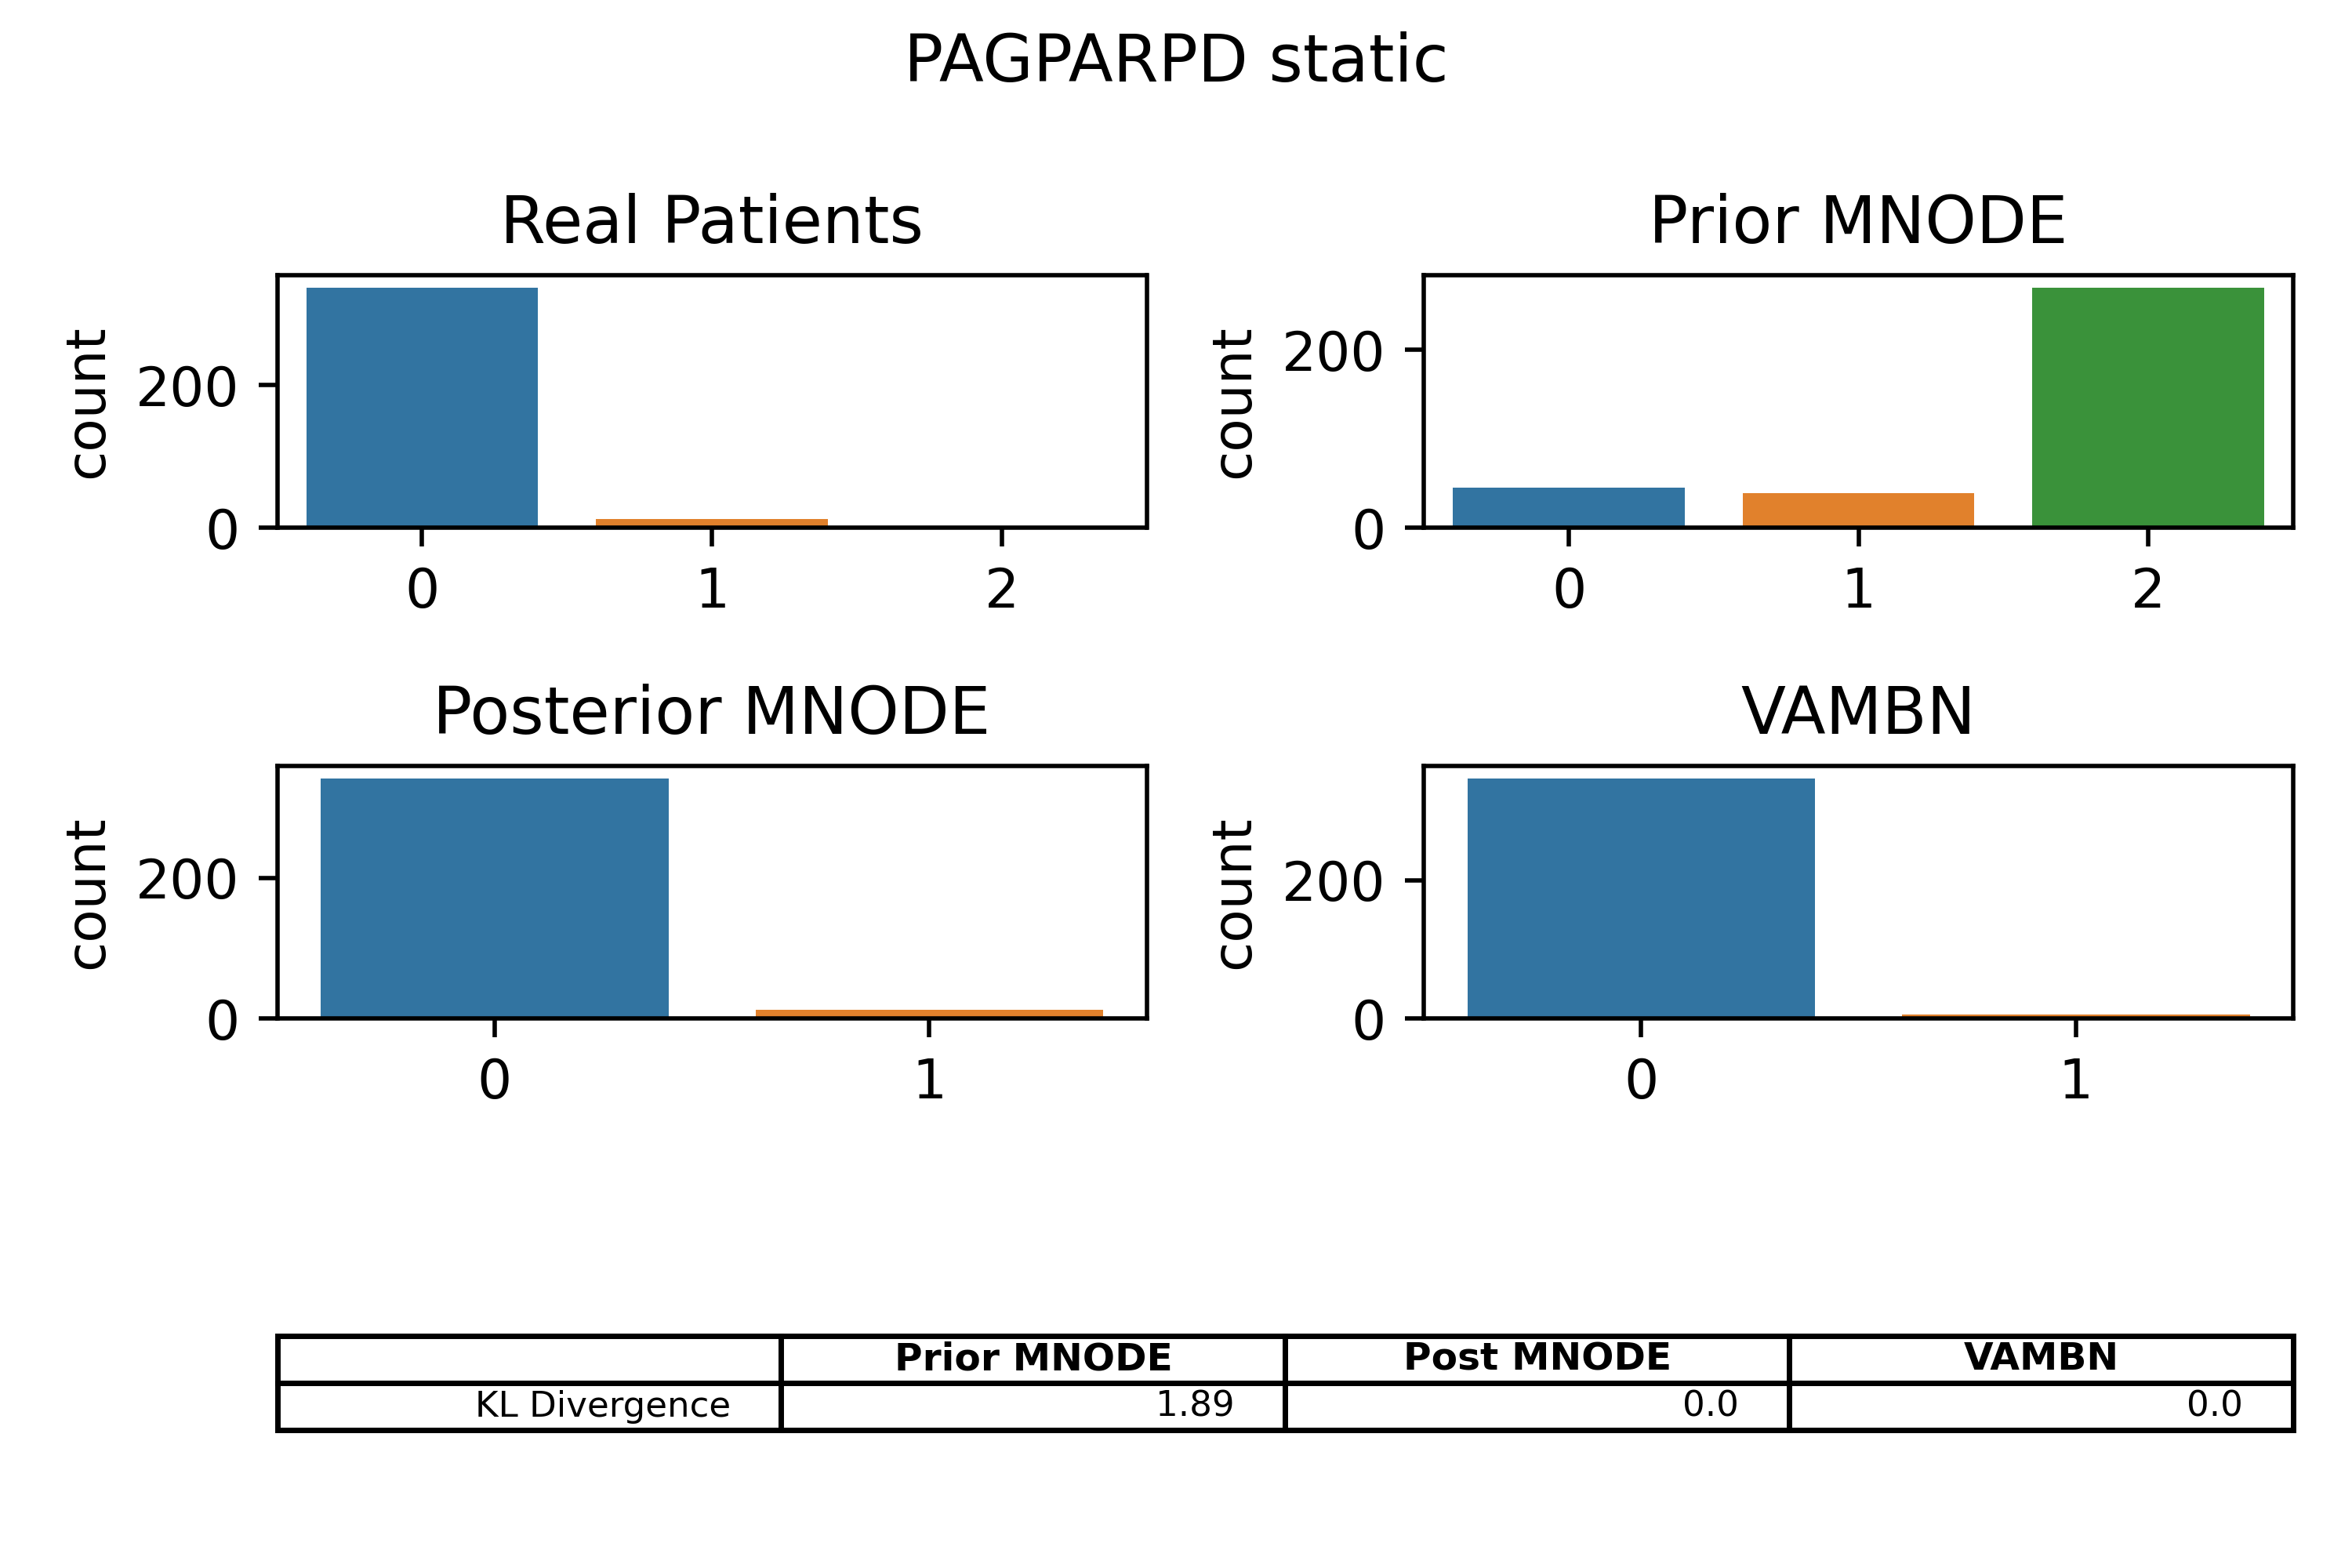 PAGPARPD static
Real Patients
count
200
0
0 1 2
Prior MNODE
count
200
0
0 1 2
Posterior MNODE
count
200
0
0 1
VAMBN
count
200
0
0 1
Prior MNODE Post MNODE VAMBN
KL Divergence 1.89 0.0 0.0